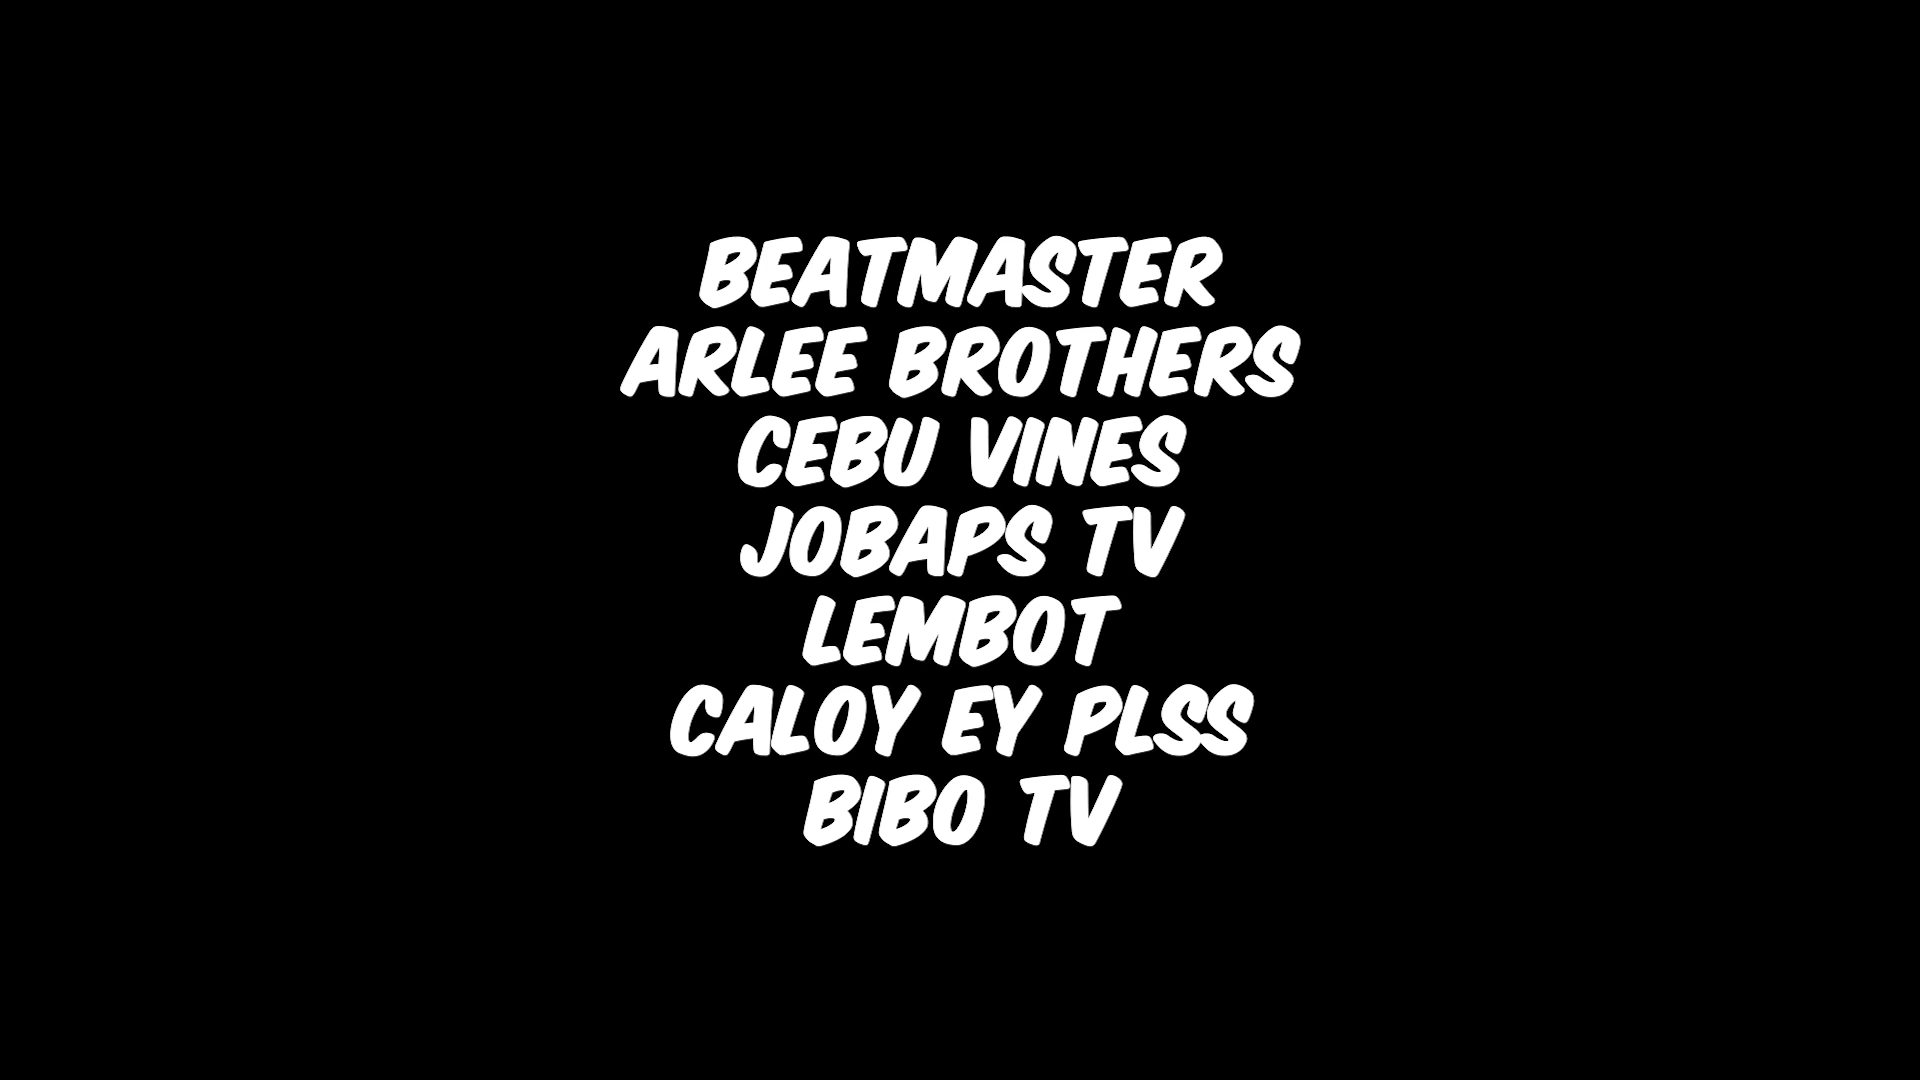 BEATMASTER
ARLEE BROTHERS
CEBU VINES
JOBAPS TV
LEMBOT
CALOY EY PLSS
BIBO TV